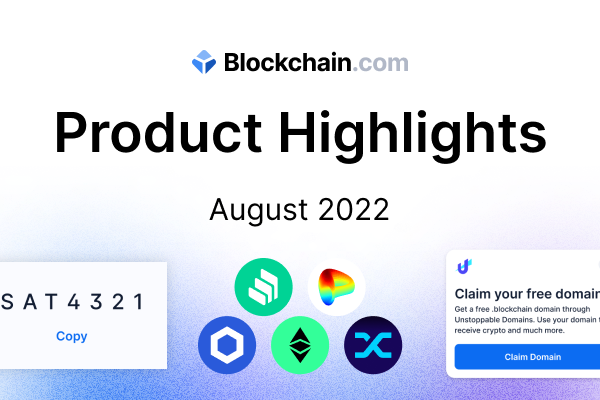 Blockchain.com
Product Highlights
August 2022
SAT4321
Copy
Claim your free domain
Get a free .blockchain domain through
Unstoppable Domains. Use your domain t
receive crypto and much more.
Claim Domain